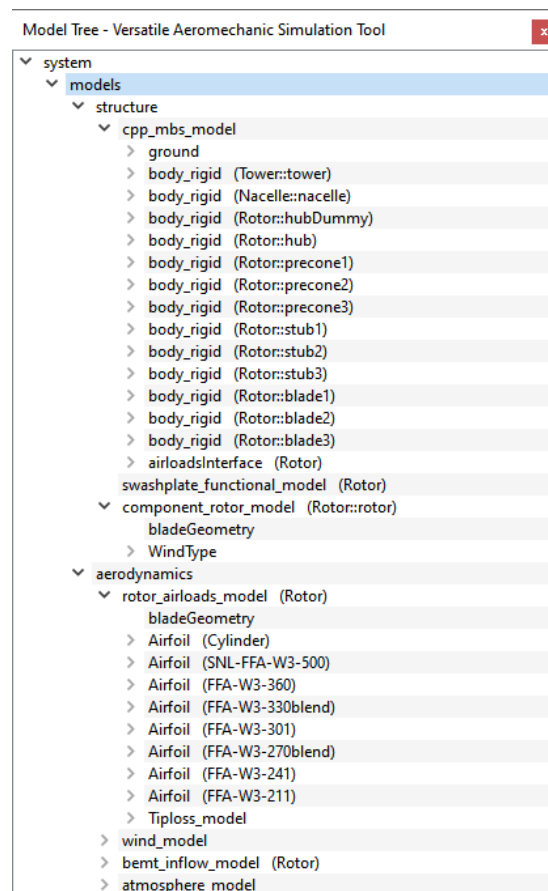 Model Tree - Versatile Aeromechanic Simulation Tool
system
models
structure
cpp_mbs_model
ground
body_rigid (Tower::tower)
body_rigid (Nacelle::nacelle)
body_rigid (Rotor::hubDummy)
body_rigid (Rotor::hub)
body_rigid (Rotor::precone1)
body_rigid (Rotor::precone2)
body_rigid (Rotor::precone3)
body_rigid (Rotor::stub1)
body_rigid (Rotor::stub2)
body_rigid (Rotor::stub3)
body_rigid (Rotor::blade1)
body_rigid (Rotor::blade2)
body_rigid (Rotor::blade3)
airloadsInterface (Rotor)
swashplate_functional_model (Rotor)
component_rotor_model (Rotor::rotor)
bladeGeometry
WindType
aerodynamics
rotor_airloads_model (Rotor)
bladeGeometry
Airfoil (Cylinder)
Airfoil (SNL-FFA-W3-500)
Airfoil (FFA-W3-360)
Airfoil (FFA-W3-330blend)
Airfoil (FFA-W3-301)
Airfoil (FFA-W3-270blend)
Airfoil (FFA-W3-241)
Airfoil (FFA-W3-211)
Tiploss_model
wind_model
bemt_inflow_model (Rotor)
atmosphere_model